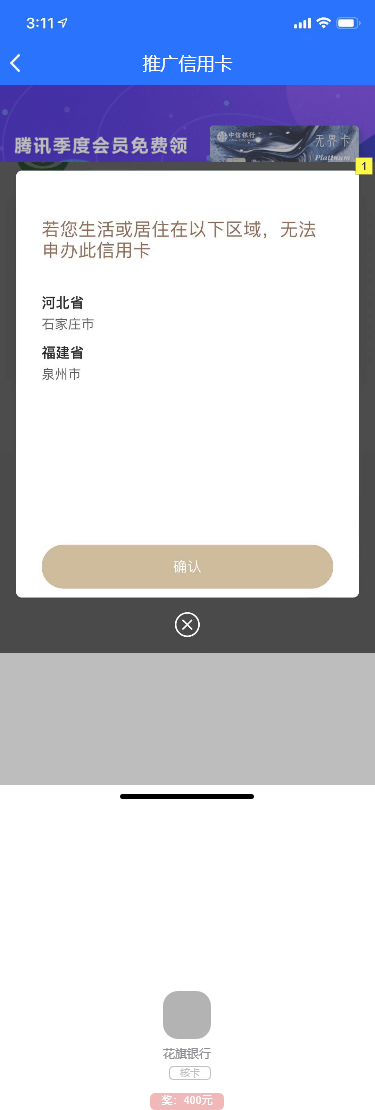 3:11
推广信用卡
腾讯季度会员免费领
中信银行
无界卡
Platinum
1
若您生活或居住在以下区域，无法
申办此信用卡
河北省
石家庄市
福建省
泉州市
确认
花旗银行
核卡
奖：400元